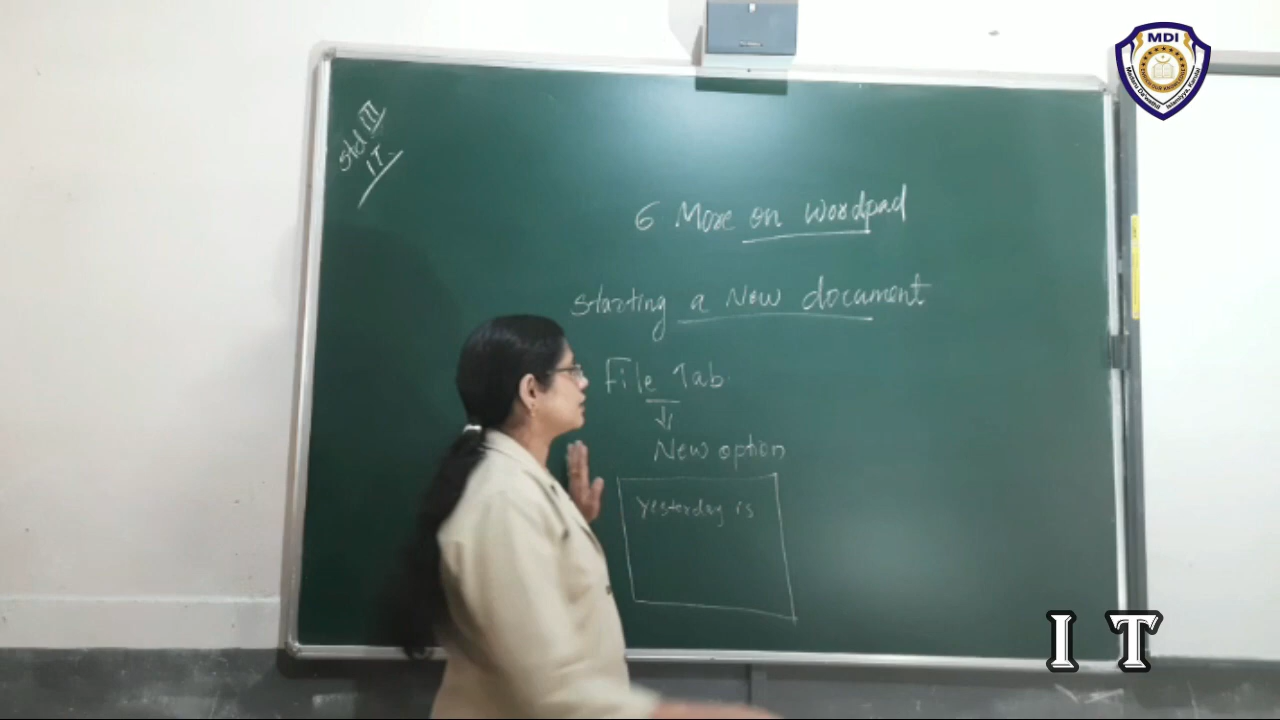 std III
IT
6 More on Wordpad
Starting a New document
File Tab
New option
Yesterday is
MDI
I T